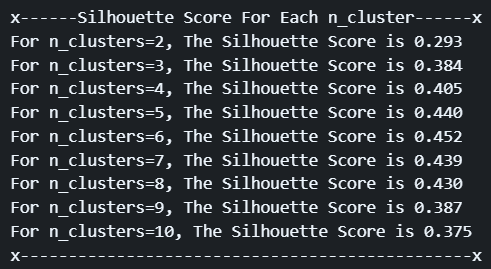 x------Silhouette Score For Each n_cluster------x
For n_clusters=2, The Silhouette Score is 0.293
For n_clusters=3, The Silhouette Score is 0.384
For n_clusters=4, The Silhouette Score is 0.405
For n_clusters=5, The Silhouette Score is 0.440
For n_clusters=6, The Silhouette Score is 0.452
For n_clusters=7, The Silhouette Score is 0.439
For n_clusters=8, The Silhouette Score is 0.430
For n_clusters=9, The Silhouette Score is 0.387
For n_clusters=10, The Silhouette Score is 0.375
x-----------------------------------------------x